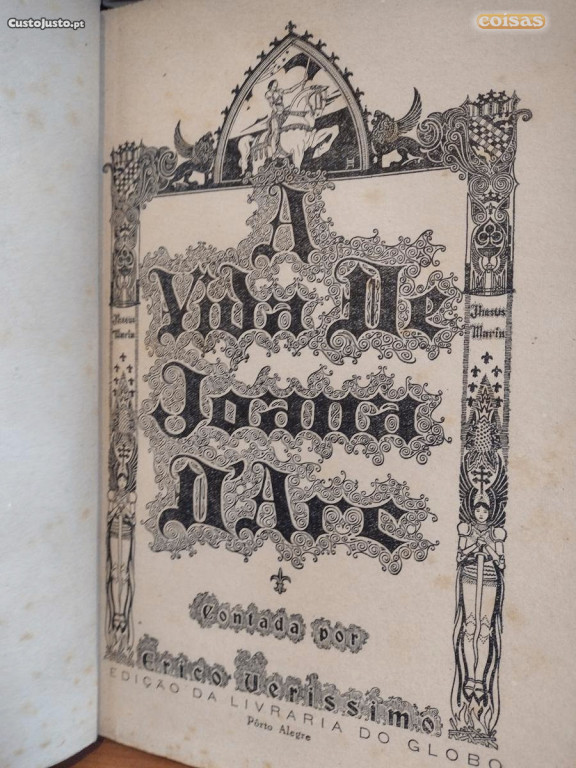 CustoJusto.pt
coisas
A
Vida De
Jhesus
Maria
Jhesus
Maria
Joana
D'Arc
Contada por
Erico Verissimo
EDIÇÃO DA LIVRARIA DO GLOBO
Pôrto Alegre